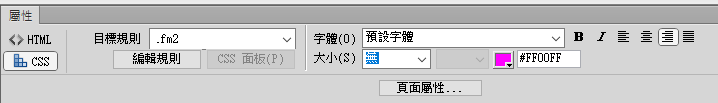 屬性
HTML 目標規則 .fm2 字體(O) 預設字體 B I
CSS 編輯規則 CSS 面板(P) 大小(S) #FF00FF
頁面屬性...